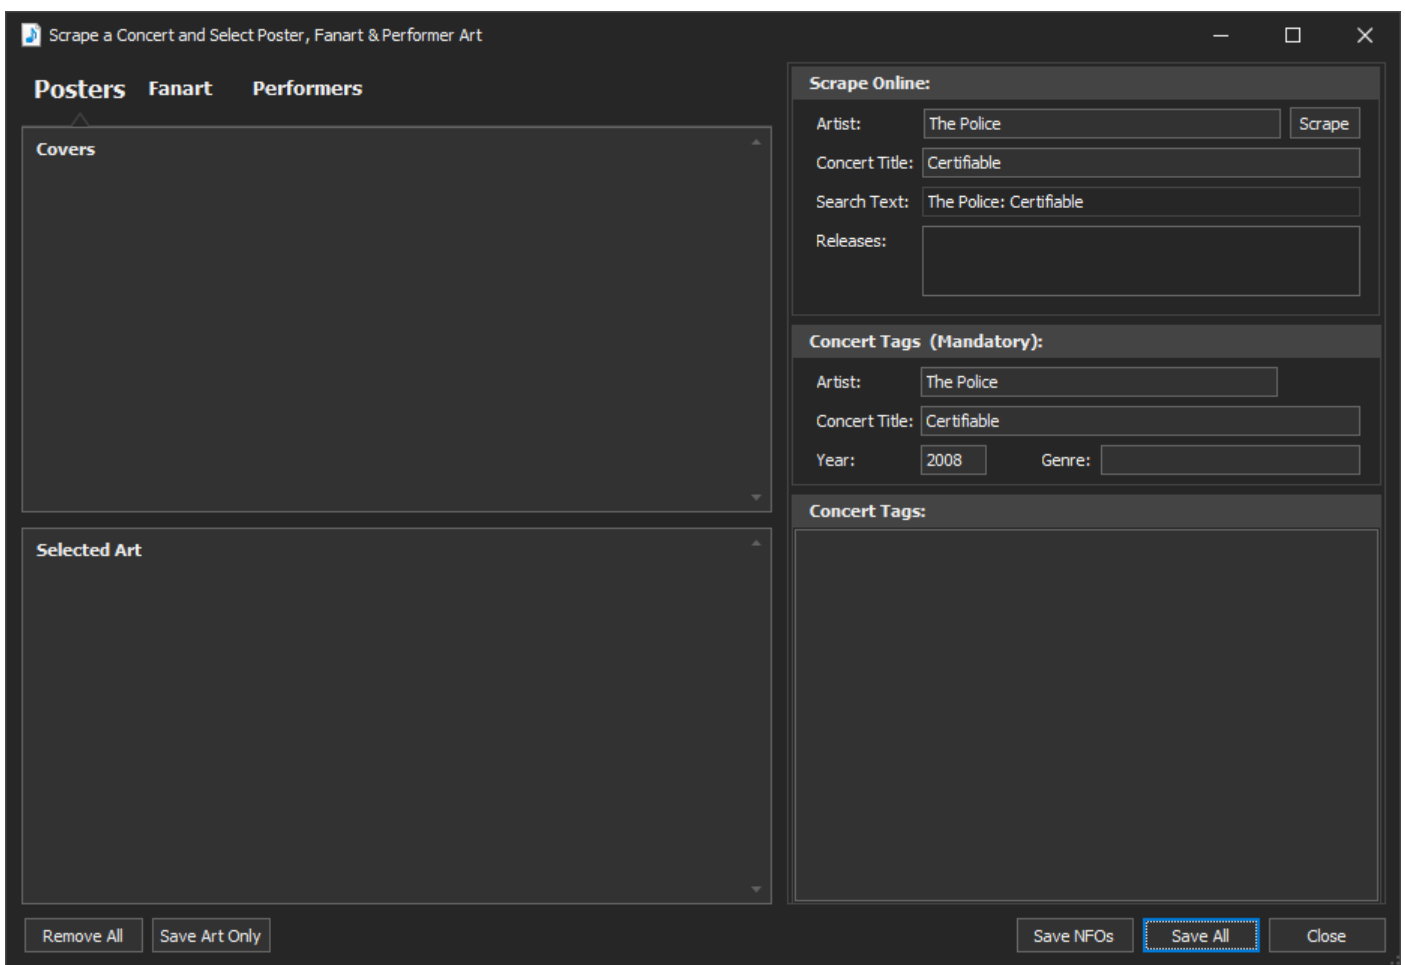 Scrape a Concert and Select Poster, Fanart & Performer Art
Posters Fanart Performers
Covers
Selected Art
Remove All Save Art Only
Scrape Online:
Artist: The Police Scrape
Concert Title: Certifiable
Search Text: The Police: Certifiable
Releases:
Concert Tags (Mandatory):
Artist: The Police
Concert Title: Certifiable
Year: 2008 Genre:
Concert Tags:
Save NFOs Save All Close